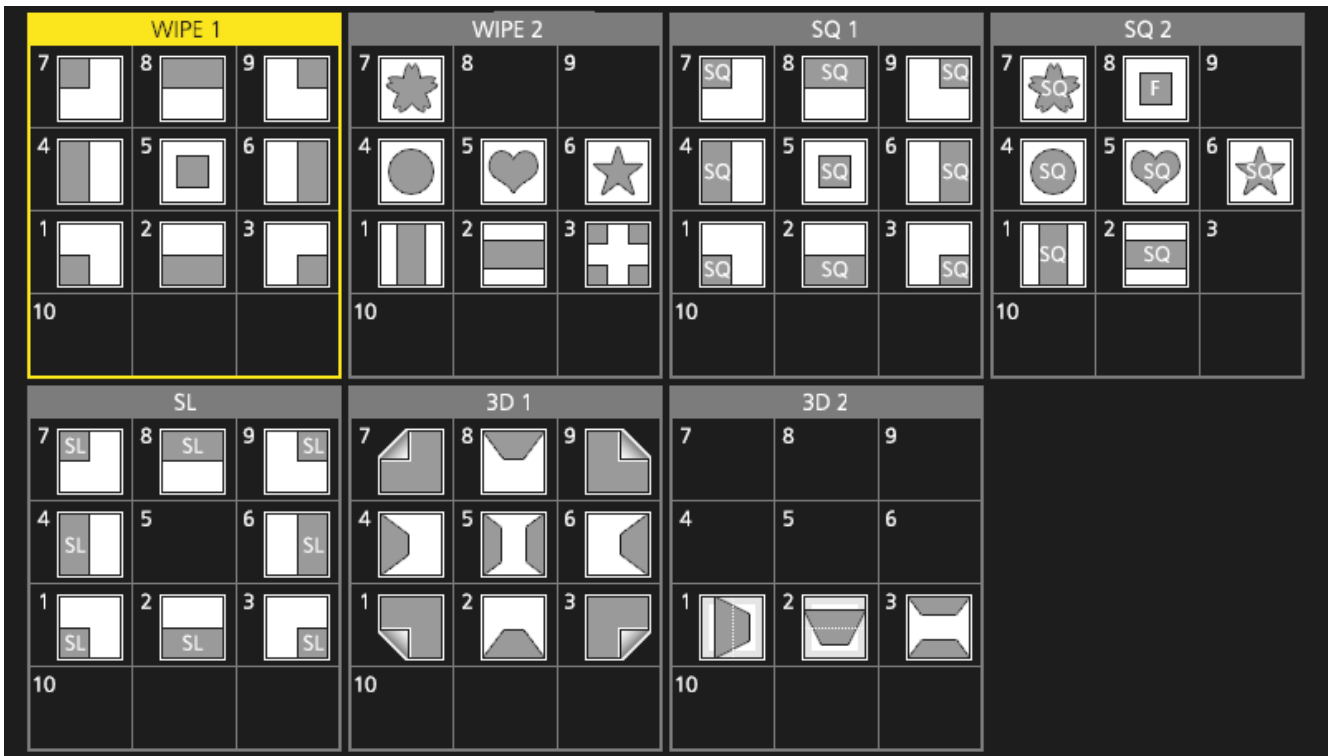 WIPE 1 WIPE 2 SQ 1 SQ 2
7 8 9 7 8 9 7 SQ 8 SQ 9 SQ 7 SQ 8 F 9
4 5 6 4 5 6 4 SQ 5 SQ 6 SQ 4 SQ 5 SQ 6 SQ
1 2 3 1 2 3 1 SQ 2 SQ 3 SQ 1 SQ 2 SQ 3
10 10 10 10
SL 3D 1 3D 2
7 SL 8 SL 9 SL 7 8 9 7 8 9
4 SL 5 6 SL 4 5 6 4 5 6
1 SL 2 SL 3 SL 1 2 3 1 2 3
10 10 10